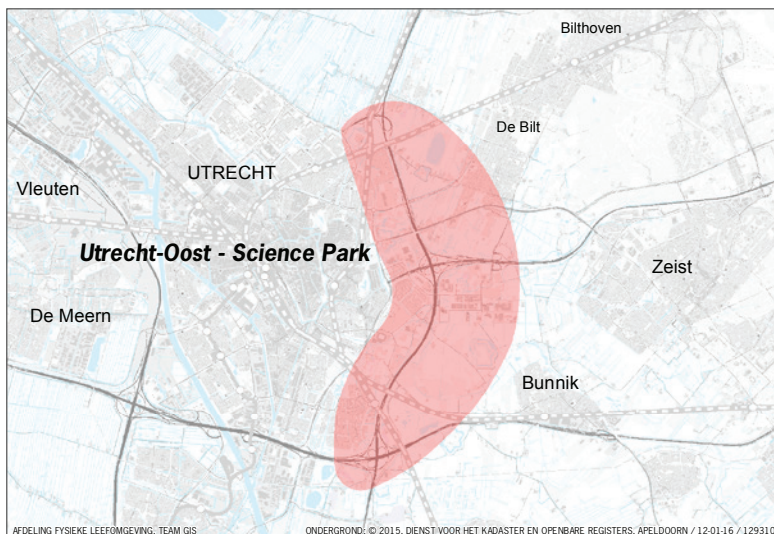 Bilthoven
De Bilt
UTRECHT
Vleuten
Utrecht-Oost - Science Park
Zeist
De Meern
Bunnik
AFDELING FYSIEKE LEEFOMGEVING, TEAM GIS
ONDERGROND: © 2015, DIENST VOOR HET KADASTER EN OPENBARE REGISTERS, APELDOORN / 12-01-16 / 129310